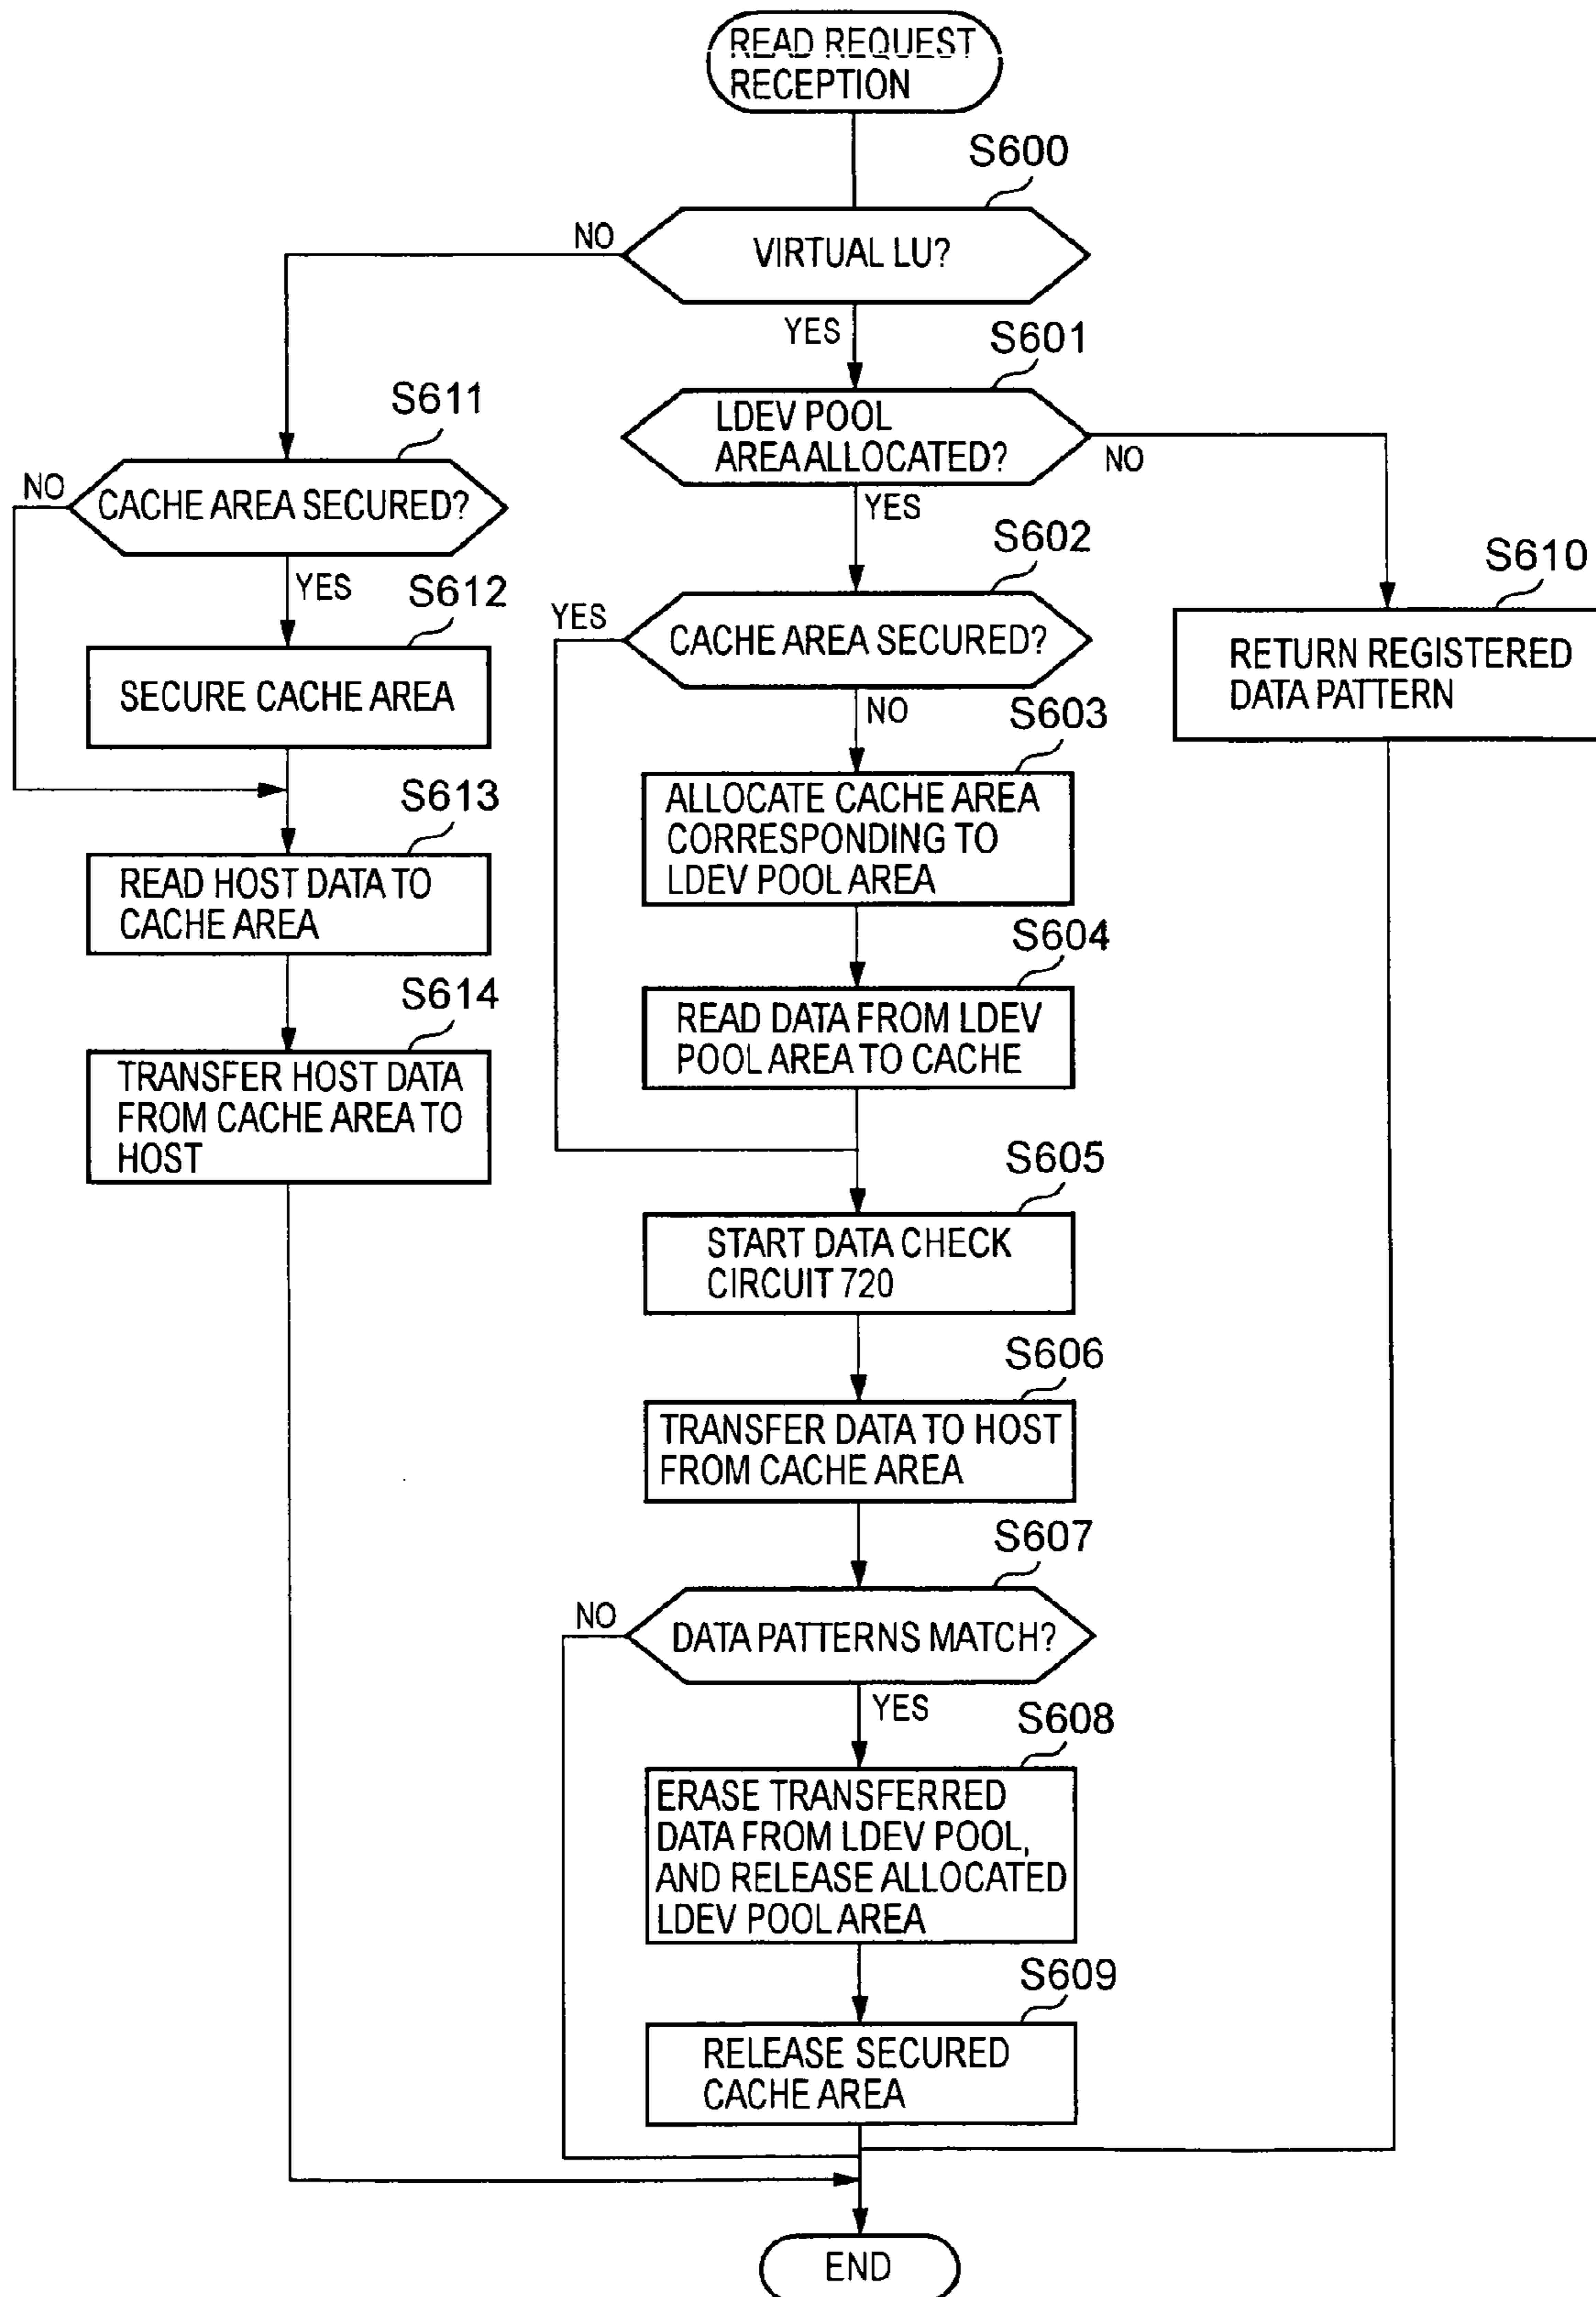 READ REQUEST
RECEPTION
S600
NO
VIRTUAL LU?
YES
S601
LDEV POOL
AREA ALLOCATED?
NO
YES
S611
NO
CACHE AREA SECURED?
YES
S602
YES
CACHE AREA SECURED?
NO
S610
RETURN REGISTERED
DATA PATTERN
S612
SECURE CACHE AREA
S603
ALLOCATE CACHE AREA
CORRESPONDING TO
LDEV POOL AREA
S613
READ HOST DATA TO
CACHE AREA
S604
READ DATA FROM LDEV
POOL AREA TO CACHE
S614
TRANSFER HOST DATA
FROM CACHE AREA TO
HOST
S605
START DATA CHECK
CIRCUIT 720
S606
TRANSFER DATA TO HOST
FROM CACHE AREA
S607
NO
DATA PATTERNS MATCH?
YES
S608
ERASE TRANSFERRED
DATA FROM LDEV POOL,
AND RELEASE ALLOCATED
LDEV POOL AREA
S609
RELEASE SECURED
CACHE AREA
END